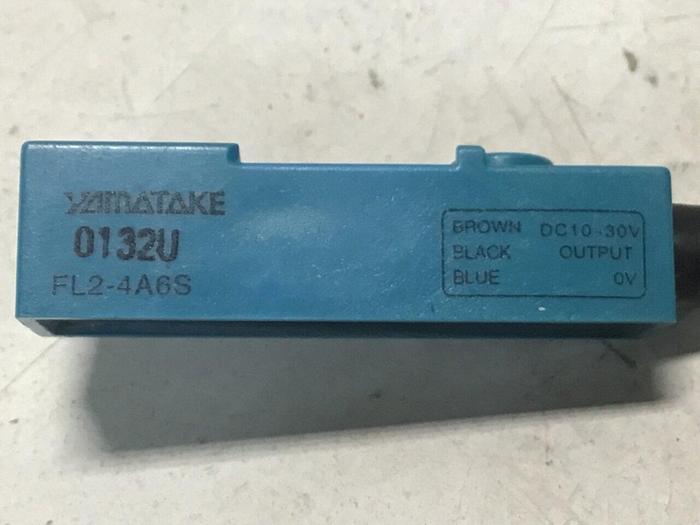 YAMATAKE
0132U
FL2-4A6S
BROWN DC10-30V
BLACK OUTPUT
BLUE 0V